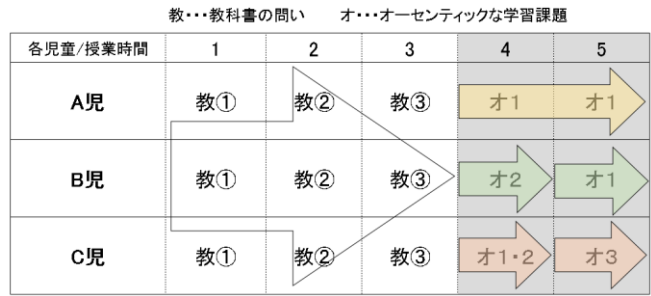 教・・・教科書の問い　　オ・・・オーセンティックな学習課題
各児童/授業時間 1 2 3 4 5
A児 教① 教② 教③ オ1 オ1
B児 教① 教② 教③ オ2 オ1
C児 教① 教② 教③ オ1・2 オ3